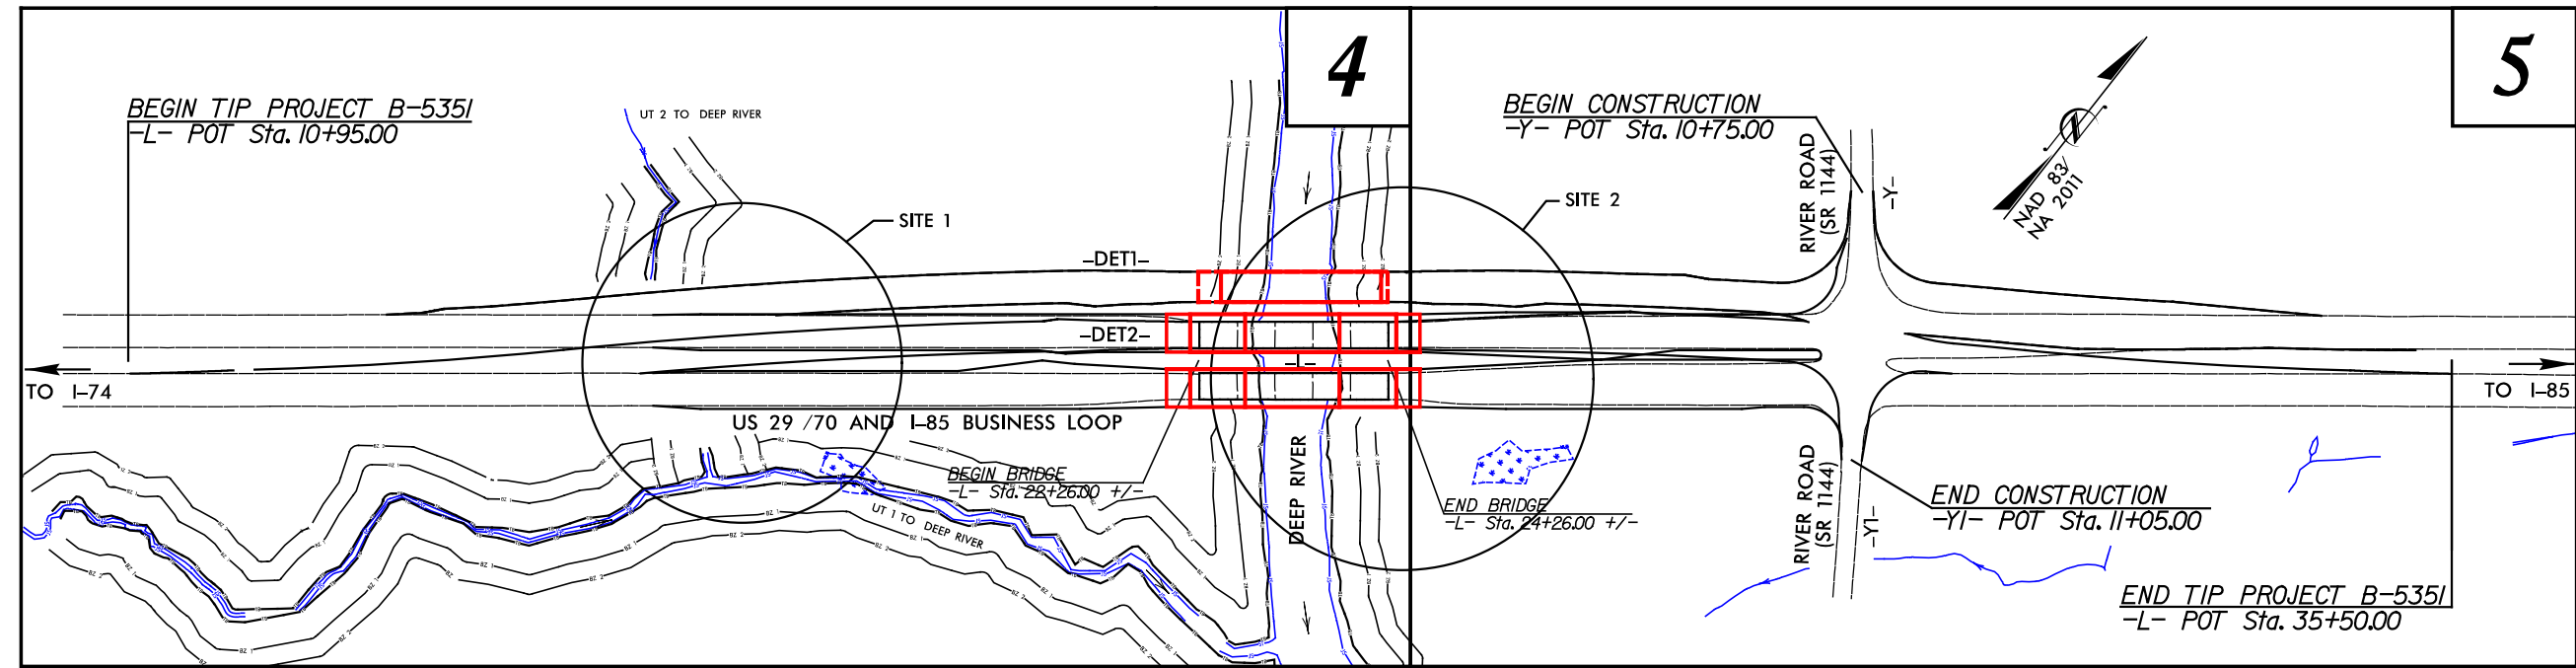 4
5
BEGIN TIP PROJECT B-5351
-L- POT Sta. 10+95.00
UT 2 TO DEEP RIVER
BEGIN CONSTRUCTION
-Y- POT Sta. 10+75.00
RIVER ROAD
(SR 1144)
-Y-
NAD 83/
NA 2011
SITE 1
SITE 2
-DET1-
-DET2-
-L-
TO I-74
TO I-85
US 29 /70 AND I-85 BUSINESS LOOP
BEGIN BRIDGE
-L- Sta. 22+26.00 +/-
DEEP RIVER
END BRIDGE
-L- Sta. 24+26.00 +/-
UT 1 TO DEEP RIVER
RIVER ROAD
(SR 1144)
-Y1-
END CONSTRUCTION
-Y1- POT Sta. 11+05.00
END TIP PROJECT B-5351
-L- POT Sta. 35+50.00